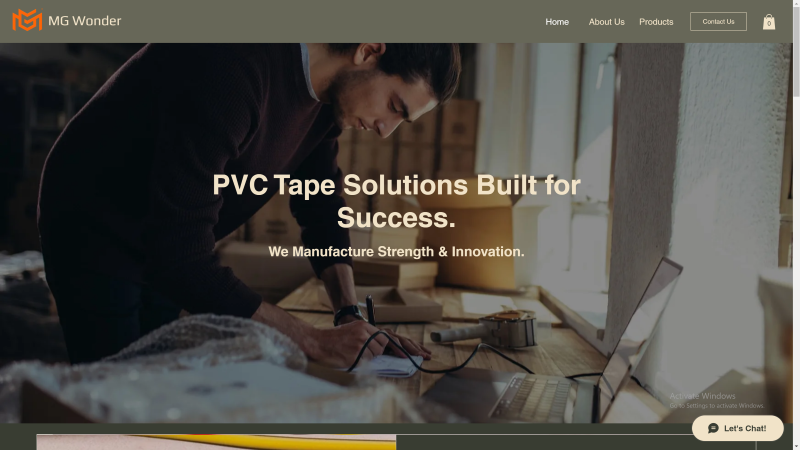 MG Wonder
Home
About Us
Products
Contact Us
0
PVC Tape Solutions Built for
Success.
We Manufacture Strength & Innovation.
Activate Windows
Go to Settings to activate Windows.
Let's Chat!